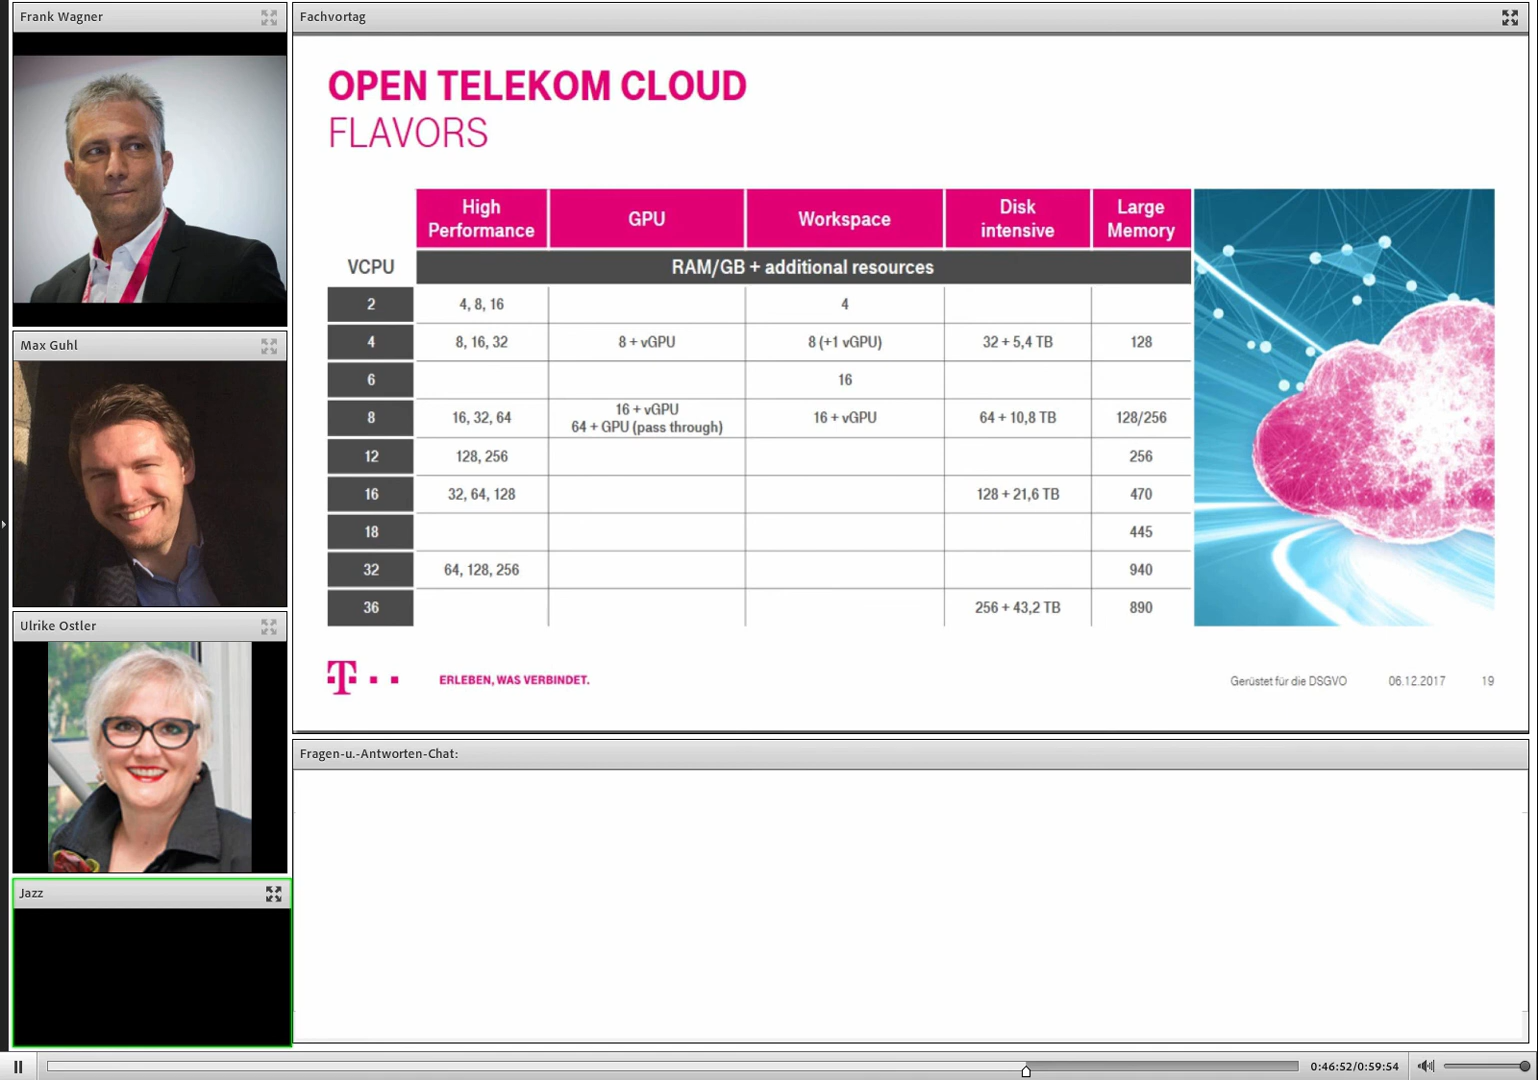 Frank Wagner
Fachvortag
OPEN TELEKOM CLOUD
FLAVORS
High Performance GPU Workspace Disk intensive Large Memory
VCPU RAM/GB + additional resources
2 4, 8, 16 4
4 8, 16, 32 8 + vGPU 8 (+1 vGPU) 32 + 5,4 TB 128
6 16
8 16, 32, 64 16 + vGPU 64 + GPU (pass through) 16 + vGPU 64 + 10,8 TB 128/256
12 128, 256 256
16 32, 64, 128 128 + 21,6 TB 470
18 445
32 64, 128, 256 940
36 256 + 43,2 TB 890
T
ERLEBEN, WAS VERBINDET.
Gerüstet für die DSGVO 06.12.2017 19
Max Guhl
Ulrike Ostler
Jazz
Fragen-u.-Antworten-Chat:
0:46:52/0:59:54